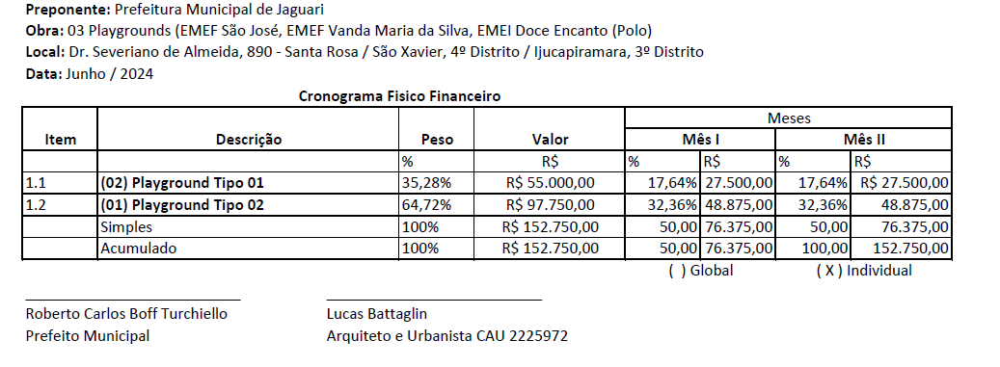 Preponente: Prefeitura Municipal de Jaguari
Obra: 03 Playgrounds (EMEF São José, EMEF Vanda Maria da Silva, EMEI Doce Encanto (Polo)
Local: Dr. Severiano de Almeida, 890 - Santa Rosa / São Xavier, 4º Distrito / Ijucapiramara, 3º Distrito
Data: Junho / 2024
Cronograma Fisico Financeiro
Meses
Item Descrição Peso Valor Mês I Mês II
% R$ % R$ % R$
1.1 (02) Playground Tipo 01 35,28% R$ 55.000,00 17,64% 27.500,00 17,64% R$ 27.500,00
1.2 (01) Playground Tipo 02 64,72% R$ 97.750,00 32,36% 48.875,00 32,36% 48.875,00
Simples 100% R$ 152.750,00 50,00 76.375,00 50,00 76.375,00
Acumulado 100% R$ 152.750,00 50,00 76.375,00 100,00 152.750,00
( ) Global ( X ) Individual
Roberto Carlos Boff Turchiello Lucas Battaglin
Prefeito Municipal Arquiteto e Urbanista CAU 2225972